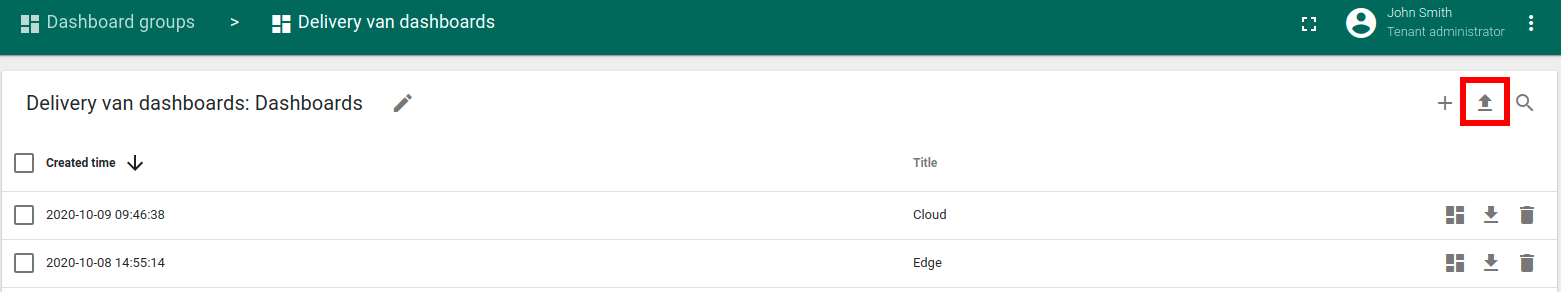 Dashboard groups > Delivery van dashboards
John Smith
Tenant administrator
Delivery van dashboards: Dashboards
Created time Title
2020-10-09 09:46:38 Cloud
2020-10-08 14:55:14 Edge